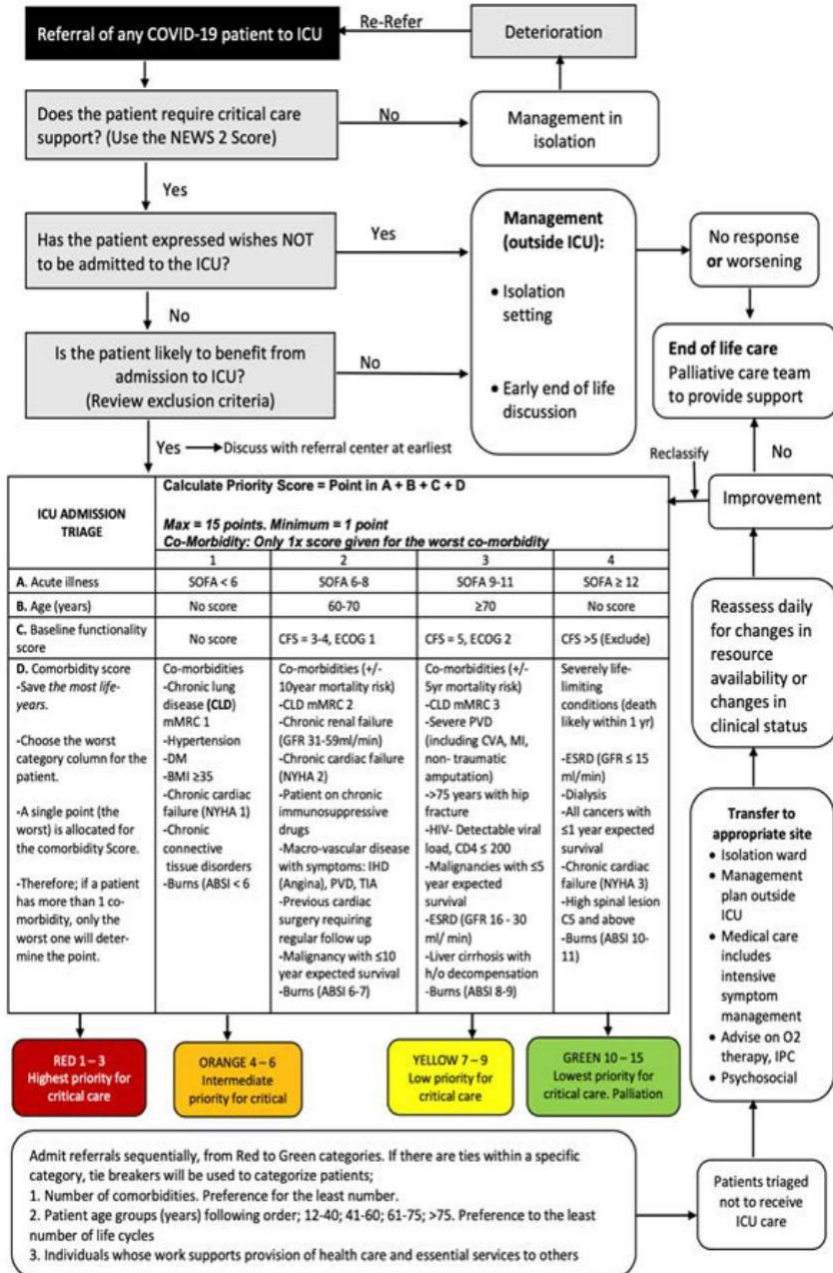 Referral of any COVID-19 patient to ICU
Re-Refer
Deterioration
Does the patient require critical care
support? (Use the NEWS 2 Score)
No
Management in
isolation
Yes
Has the patient expressed wishes NOT
to be admitted to the ICU?
Yes
Management
(outside ICU):
• Isolation
setting
• Early end of life
discussion
No response
or worsening
No
Is the patient likely to benefit from
admission to ICU?
(Review exclusion criteria)
No
End of life care
Palliative care team
to provide support
Yes
Discuss with referral center at earliest
Reclassify
No
Improvement
ICU ADMISSION
TRIAGE
Calculate Priority Score = Point in A + B + C + D
Max = 15 points. Minimum = 1 point
Co-Morbidity: Only 1x score given for the worst co-morbidity
1
2
3
4
A. Acute illness
SOFA < 6
SOFA 6-8
SOFA 9-11
SOFA ≥ 12
B. Age (years)
No score
60-70
≥70
No score
C. Baseline functionality
score
No score
CFS = 3-4, ECOG 1
CFS = 5, ECOG 2
CFS >5 (Exclude)
D. Comorbidity score
-Save the most life-
years.
-Choose the worst
category column for the
patient.
-A single point (the
worst) is allocated for
the comorbidity Score.
-Therefore; if a patient
has more than 1 co-
morbidity, only the
worst one will deter-
mine the point.
Co-morbidities
-Chronic lung
disease (CLD)
mMRC 1
-Hypertension
-DM
-BMI ≥35
-Chronic cardiac
failure (NYHA 1)
-Chronic
connective
tissue disorders
-Burns (ABSI < 6
Co-morbidities (+/-
10year mortality risk)
-CLD mMRC 2
-Chronic renal failure
(GFR 31-59ml/min)
-Chronic cardiac failure
(NYHA 2)
-Patient on chronic
immunosuppressive
drugs
-Macro-vascular disease
with symptoms: IHD
(Angina), PVD, TIA
-Previous cardiac
surgery requiring
regular follow up
-Malignancy with ≤10
year expected survival
-Burns (ABSI 6-7)
Co-morbidities (+/-
5yr mortality risk)
-CLD mMRC 3
-Severe PVD
(including CVA, MI,
non- traumatic
amputation)
->75 years with hip
fracture
-HIV- Detectable viral
load, CD4 ≤ 200
-Malignancies with ≤5
year expected
survival
-ESRD (GFR 16 - 30
ml/ min)
-Liver cirrhosis with
h/o decompensation
-Burns (ABSI 8-9)
Severely life-
limiting
conditions (death
likely within 1 yr)
-ESRD (GFR ≤ 15
ml/min)
-Dialysis
-All cancers with
≤1 year expected
survival
-Chronic cardiac
failure (NYHA 3)
-High spinal lesion
C5 and above
-Burns (ABSI 10-
11)
Reassess daily
for changes in
resource
availability or
changes in
clinical status
Transfer to
appropriate site
• Isolation ward
• Management
plan outside
ICU
• Medical care
includes
intensive
symptom
management
• Advise on O2
therapy, IPC
• Psychosocial
RED 1 – 3
Highest priority for
critical care
ORANGE 4 – 6
Intermediate
priority for critical
YELLOW 7 – 9
Low priority for
critical care
GREEN 10 – 15
Lowest priority for
critical care. Palliation
Admit referrals sequentially, from Red to Green categories. If there are ties within a specific
category, tie breakers will be used to categorize patients;
1. Number of comorbidities. Preference for the least number.
2. Patient age groups (years) following order; 12-40; 41-60; 61-75; >75. Preference to the least
number of life cycles
3. Individuals whose work supports provision of health care and essential services to others
Patients triaged
not to receive
ICU care